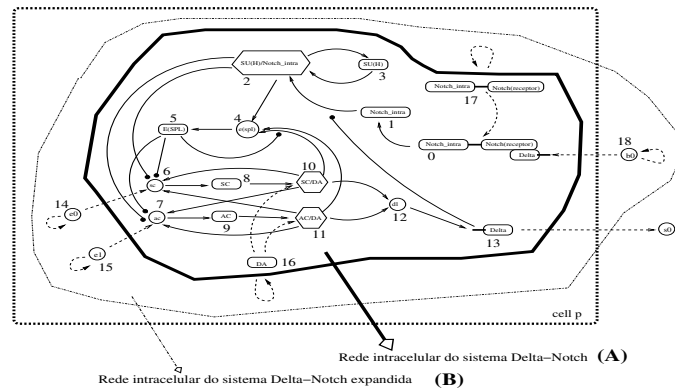 SU(H)/Notch_intra
2
SU(H)
3
Notch_intra
Notch(receptor)
17
5
E(SPL)
4
e(spl)
Notch_intra
1
Notch_intra
Notch(receptor)
Delta
0
18
b0
6
sc
8
SC
10
SC/DA
14
e0
7
ac
AC
9
AC/DA
11
dl
12
Delta
13
s0
e1
15
DA
16
cell p
Rede intracelular do sistema Delta−Notch (A)
Rede intracelular do sistema Delta−Notch expandida (B)